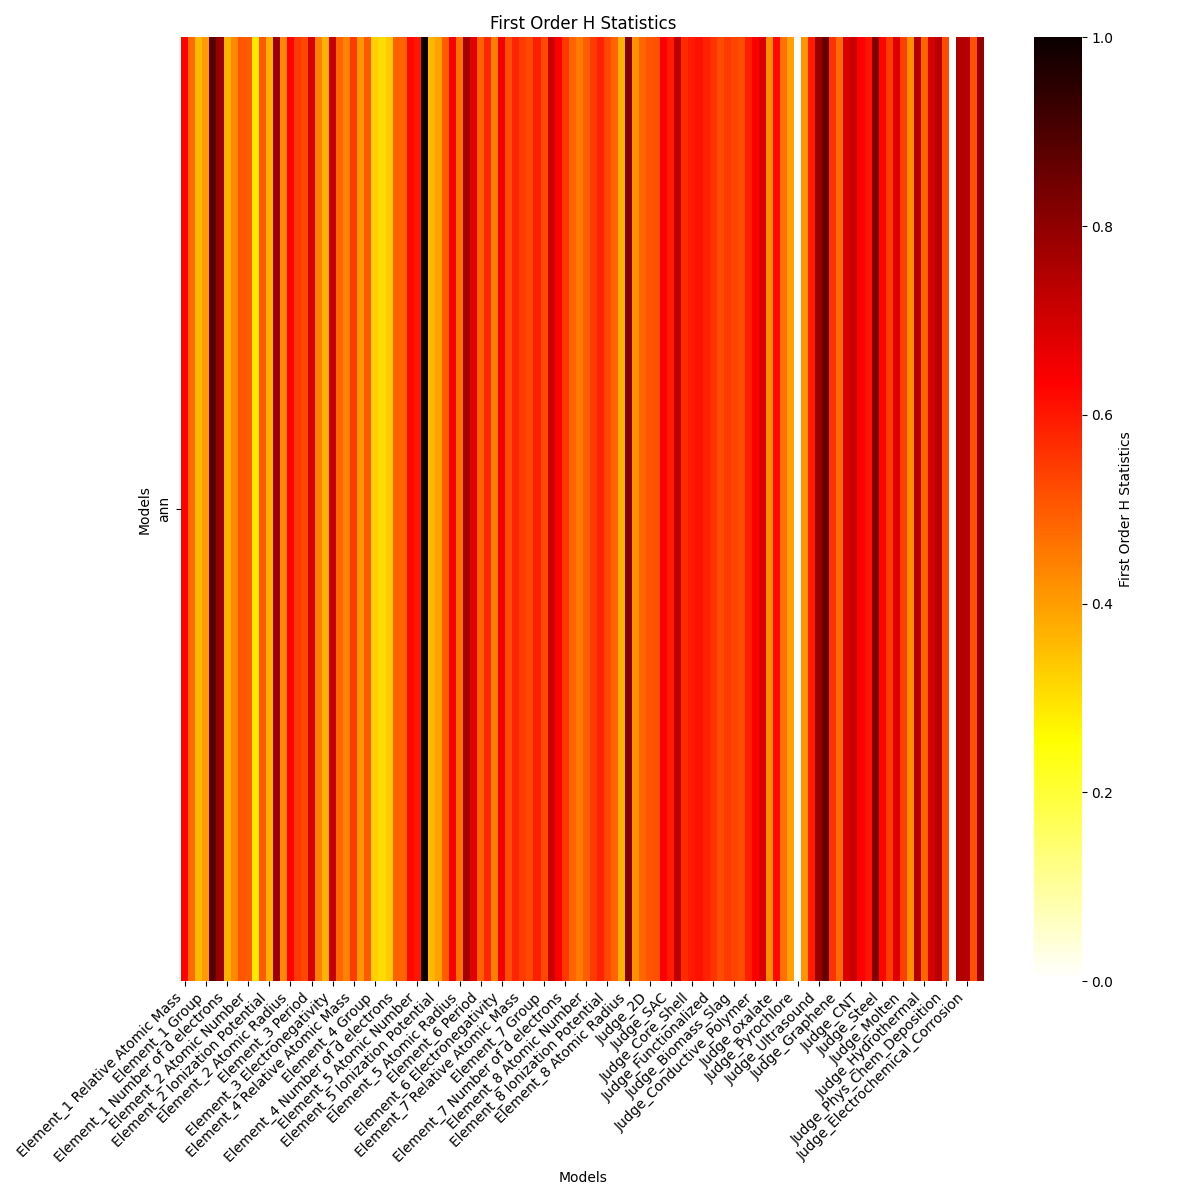 First Order H Statistics
Models
ann
Element_1 Relative Atomic Mass
Element_1 Group
Element_1 Number of d electrons
Element_2 Atomic Number
Element_2 Ionization Potential
Element_2 Atomic Radius
Element_3 Period
Element_3 Electronegativity
Element_4 Relative Atomic Mass
Element_4 Group
Element_4 Number of d electrons
Element_5 Atomic Number
Element_5 Ionization Potential
Element_5 Atomic Radius
Element_6 Period
Element_6 Electronegativity
Element_7 Relative Atomic Mass
Element_7 Group
Element_7 Number of d electrons
Element_8 Atomic Number
Element_8 Ionization Potential
Element_8 Atomic Radius
Judge_2D
Judge_SAC
Judge_Core_Shell
Judge_Functionalized
Judge_Biomass_Slag
Judge_Conductive_Polymer
Judge_oxalate
Judge_Pyrochlore
Judge_Ultrasound
Judge_Graphene
Judge_CNT
Judge_Steel
Judge_Molten
Judge_Hydrothermal
Judge_Phys_Chem_Deposition
Judge_Electrochemical_Corrosion
Models
1.0
0.8
0.6
0.4
0.2
0.0
First Order H Statistics